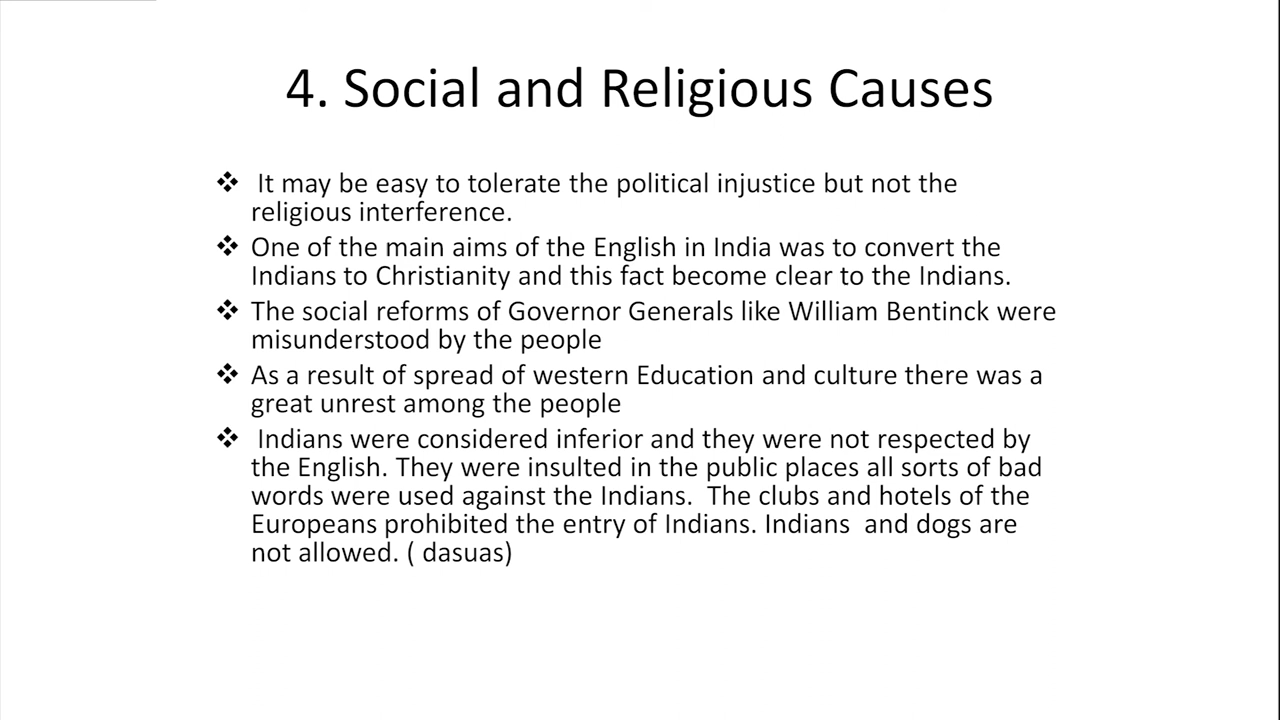 4. Social and Religious Causes
❖ It may be easy to tolerate the political injustice but not the
religious interference.
❖ One of the main aims of the English in India was to convert the
Indians to Christianity and this fact become clear to the Indians.
❖ The social reforms of Governor Generals like William Bentinck were
misunderstood by the people
❖ As a result of spread of western Education and culture there was a
great unrest among the people
❖ Indians were considered inferior and they were not respected by
the English. They were insulted in the public places all sorts of bad
words were used against the Indians.  The clubs and hotels of the
Europeans prohibited the entry of Indians. Indians  and dogs are
not allowed. ( dasuas)